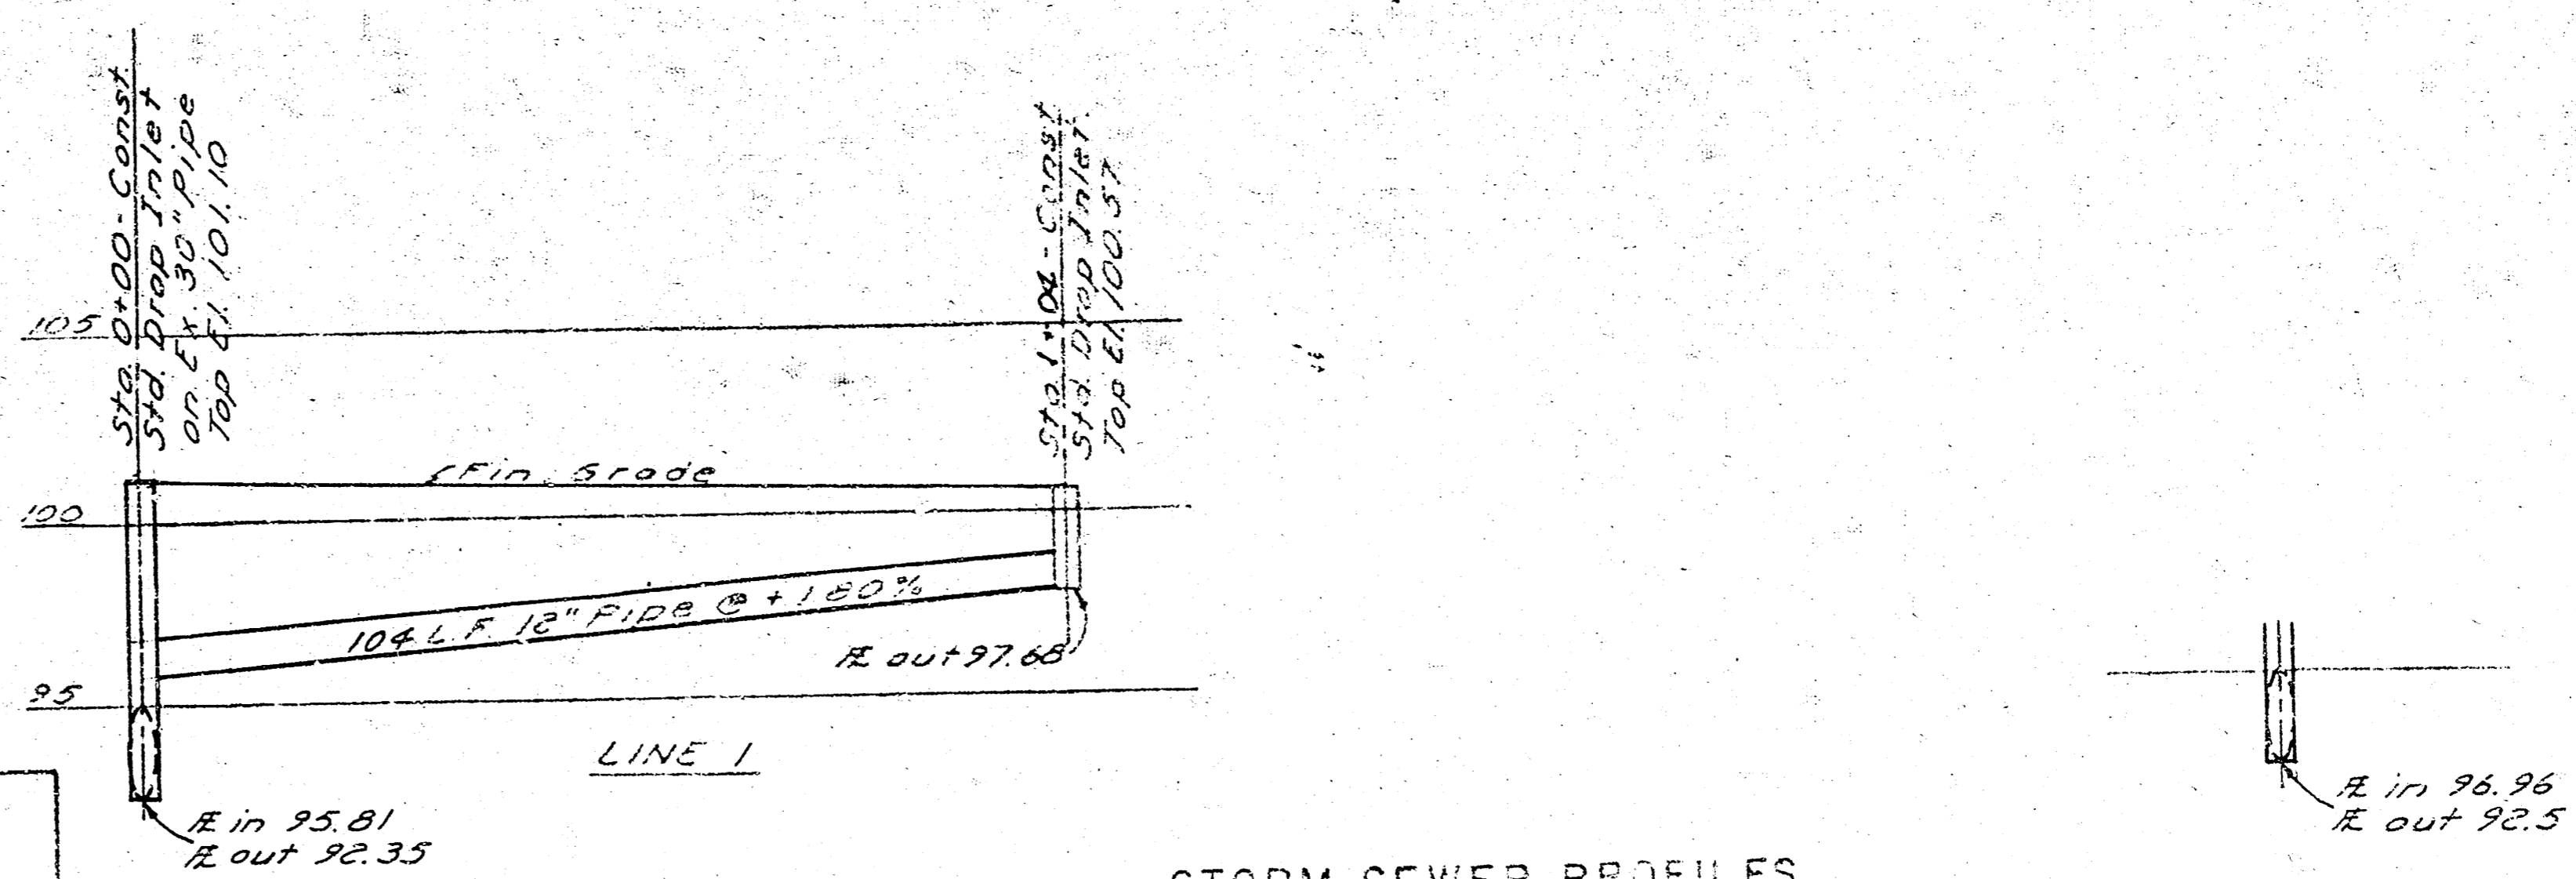 Sta. 0+00 - Const.
Std. Drop Inlet
on Ex. 30" Pipe
Top El. 101.10
Sta. 1+04 - Const.
Std. Drop Inlet.
Top El. 100.57
105
Fin. Grade
100
104 L.F. 12" Pipe @ +1.80%
Æ out 97.68
95
LINE 1
Æ in 95.81
Æ out 92.35
Æ in 96.96
Æ out 92.5
STORM SEWER PROFILES